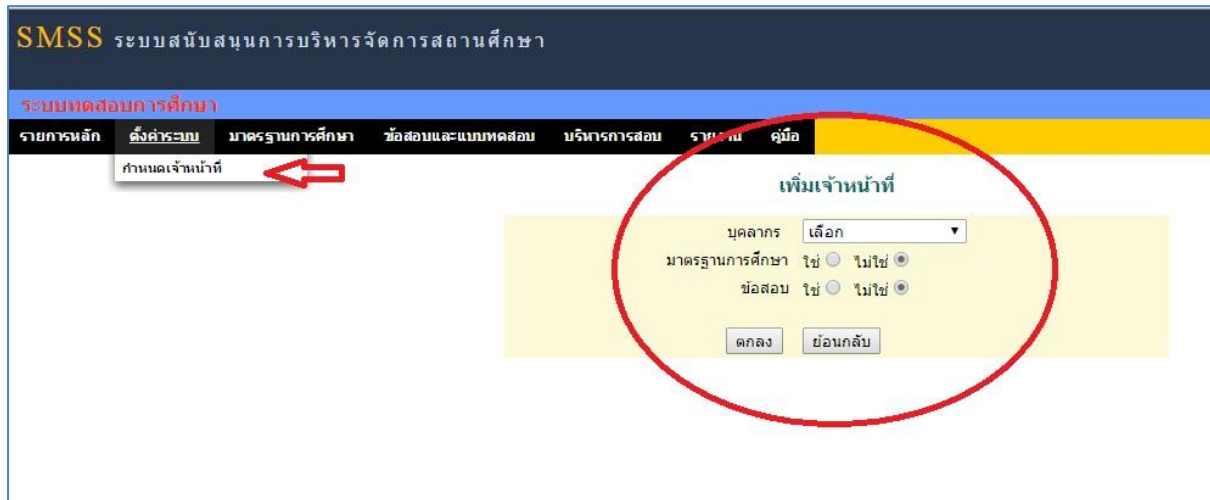 SMSS ระบบสนับสนุนการบริหารจัดการสถานศึกษา
ระบบทดสอบการศึกษา
รายการหลัก ตั้งค่าระบบ มาตรฐานการศึกษา ข้อสอบและแบบทดสอบ บริหารการสอบ รายงาน คู่มือ
กำหนดเจ้าหน้าที่
เพิ่มเจ้าหน้าที่
บุคลากร เลือก
มาตรฐานการศึกษา ใช่ ไม่ใช่
ข้อสอบ ใช่ ไม่ใช่
ตกลง ย้อนกลับ